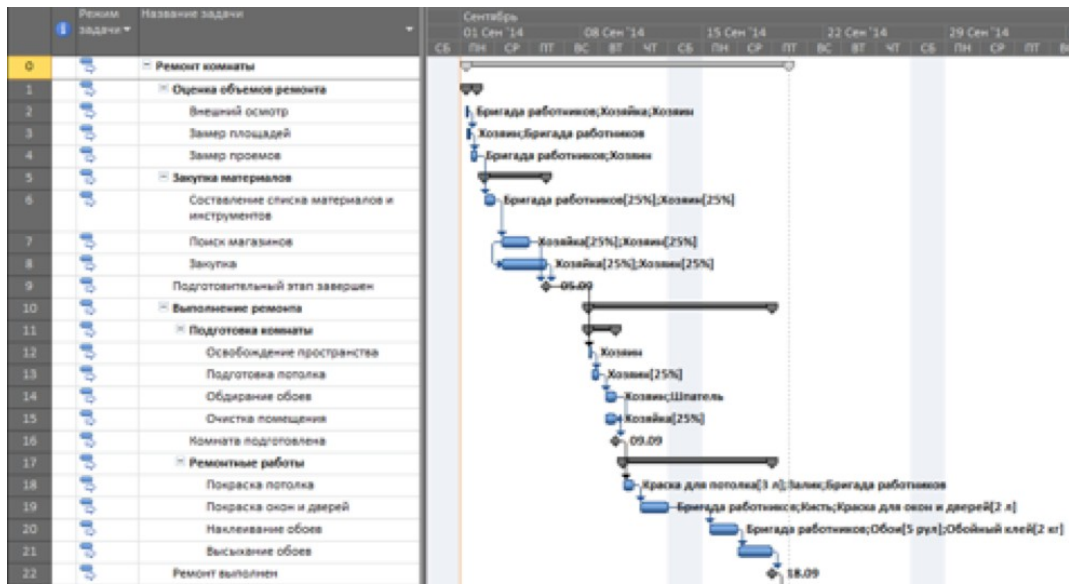 Режим задачи
Название задачи
Сентябрь
01 Сен '14 08 Сен '14 15 Сен '14 22 Сен '14 29 Сен '14
СБ ПН СР ПТ ВС ВТ ЧТ СБ ПН СР ПТ ВС ВТ ЧТ СБ ПН СР ПТ
0 Ремонт комнаты
1 Оценка объемов ремонта
2 Внешний осмотр Бригада работников;Хозяйка;Хозяин
3 Замер площадей Хозяин;Бригада работников
4 Замер проемов Бригада работников;Хозяин
5 Закупка материалов
6 Составление списка материалов и Бригада работников[25%];Хозяин[25%]
инструментов
7 Поиск магазинов Хозяйка[25%];Хозяин[25%]
8 Закупка Хозяйка[25%];Хозяин[25%]
9 Подготовительный этап завершен 05.09
10 Выполнение ремонта
11 Подготовка комнаты
12 Освобождение пространства Хозяин
13 Подготовка потолка Хозяин[25%]
14 Обдирание обоев Хозяин;Шпатель
15 Очистка помещения Хозяйка[25%]
16 Комната подготовлена 09.09
17 Ремонтные работы
18 Покраска потолка Краска для потолка[3 л];Валик;Бригада работников
19 Покраска окон и дверей Бригада работников;Кисть;Краска для окон и дверей[2 л]
20 Наклеивание обоев Бригада работников;Обои[5 рул];Обойный клей[2 кг]
21 Высыхание обоев
22 Ремонт выполнен 18.09